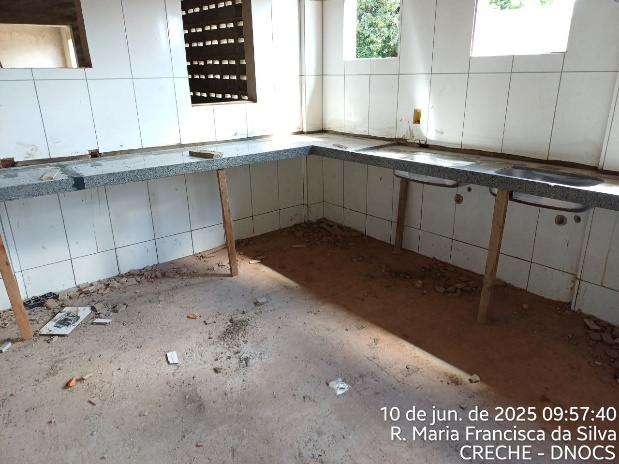 10 de jun. de 2025 09:57:40
R. Maria Francisca da Silva
CRECHE - DNOCS